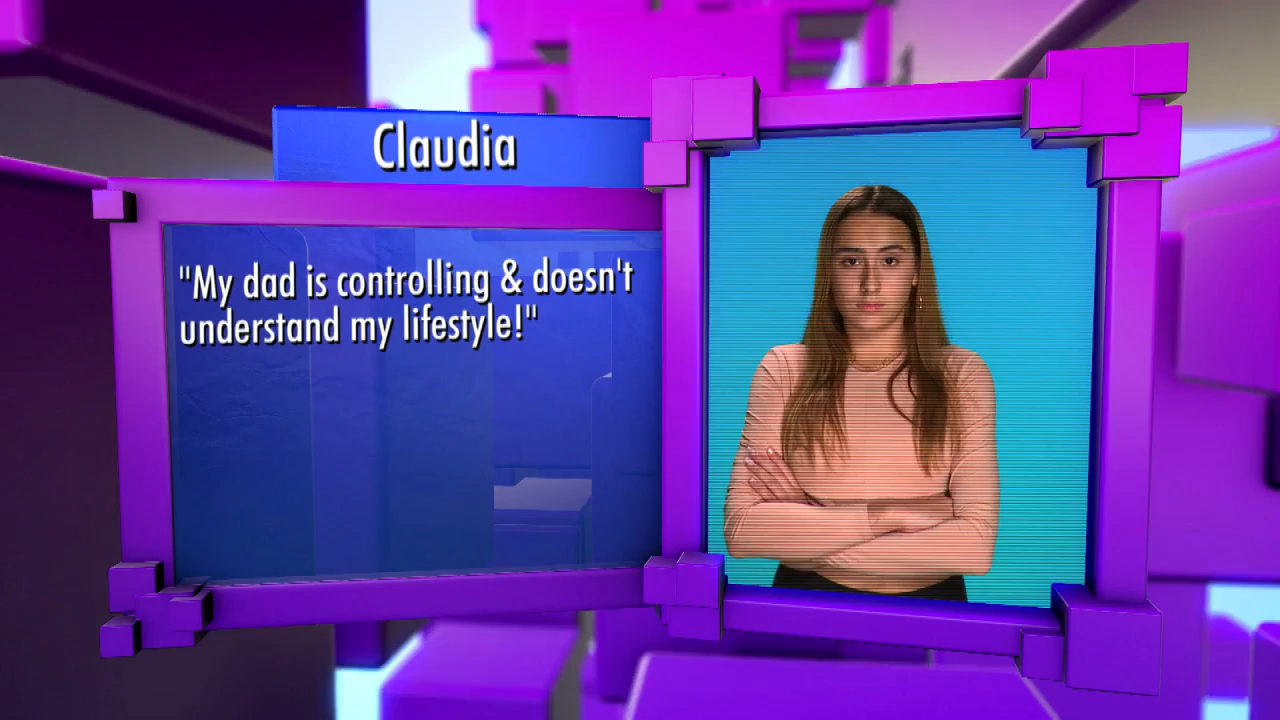 Claudia
"My dad is controlling & doesn't
understand my lifestyle!"